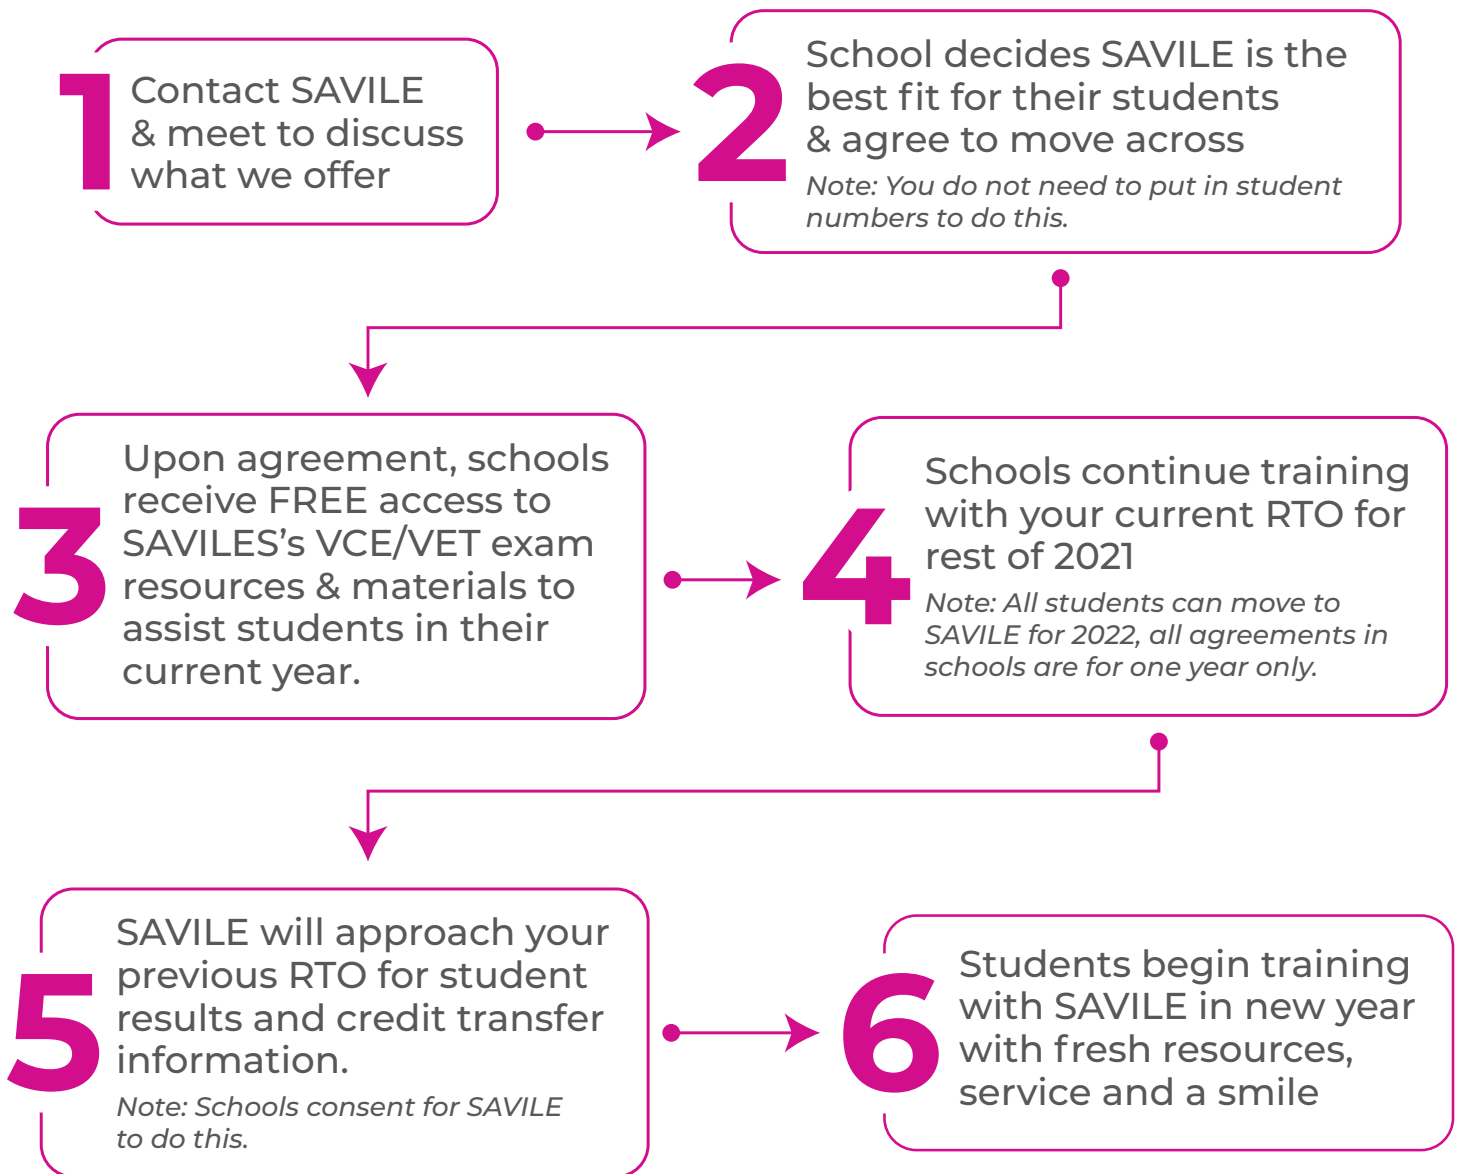 1
Contact SAVILE
& meet to discuss
what we offer
2
School decides SAVILE is the
best fit for their students
& agree to move across
Note: You do not need to put in student
numbers to do this.
3
Upon agreement, schools
receive FREE access to
SAVILES’s VCE/VET exam
resources & materials to
assist students in their
current year.
4
Schools continue training
with your current RTO for
rest of 2021
Note: All students can move to
SAVILE for 2022, all agreements in
schools are for one year only.
5
SAVILE will approach your
previous RTO for student
results and credit transfer
information.
Note: Schools consent for SAVILE
to do this.
6
Students begin training
with SAVILE in new year
with fresh resources,
service and a smile